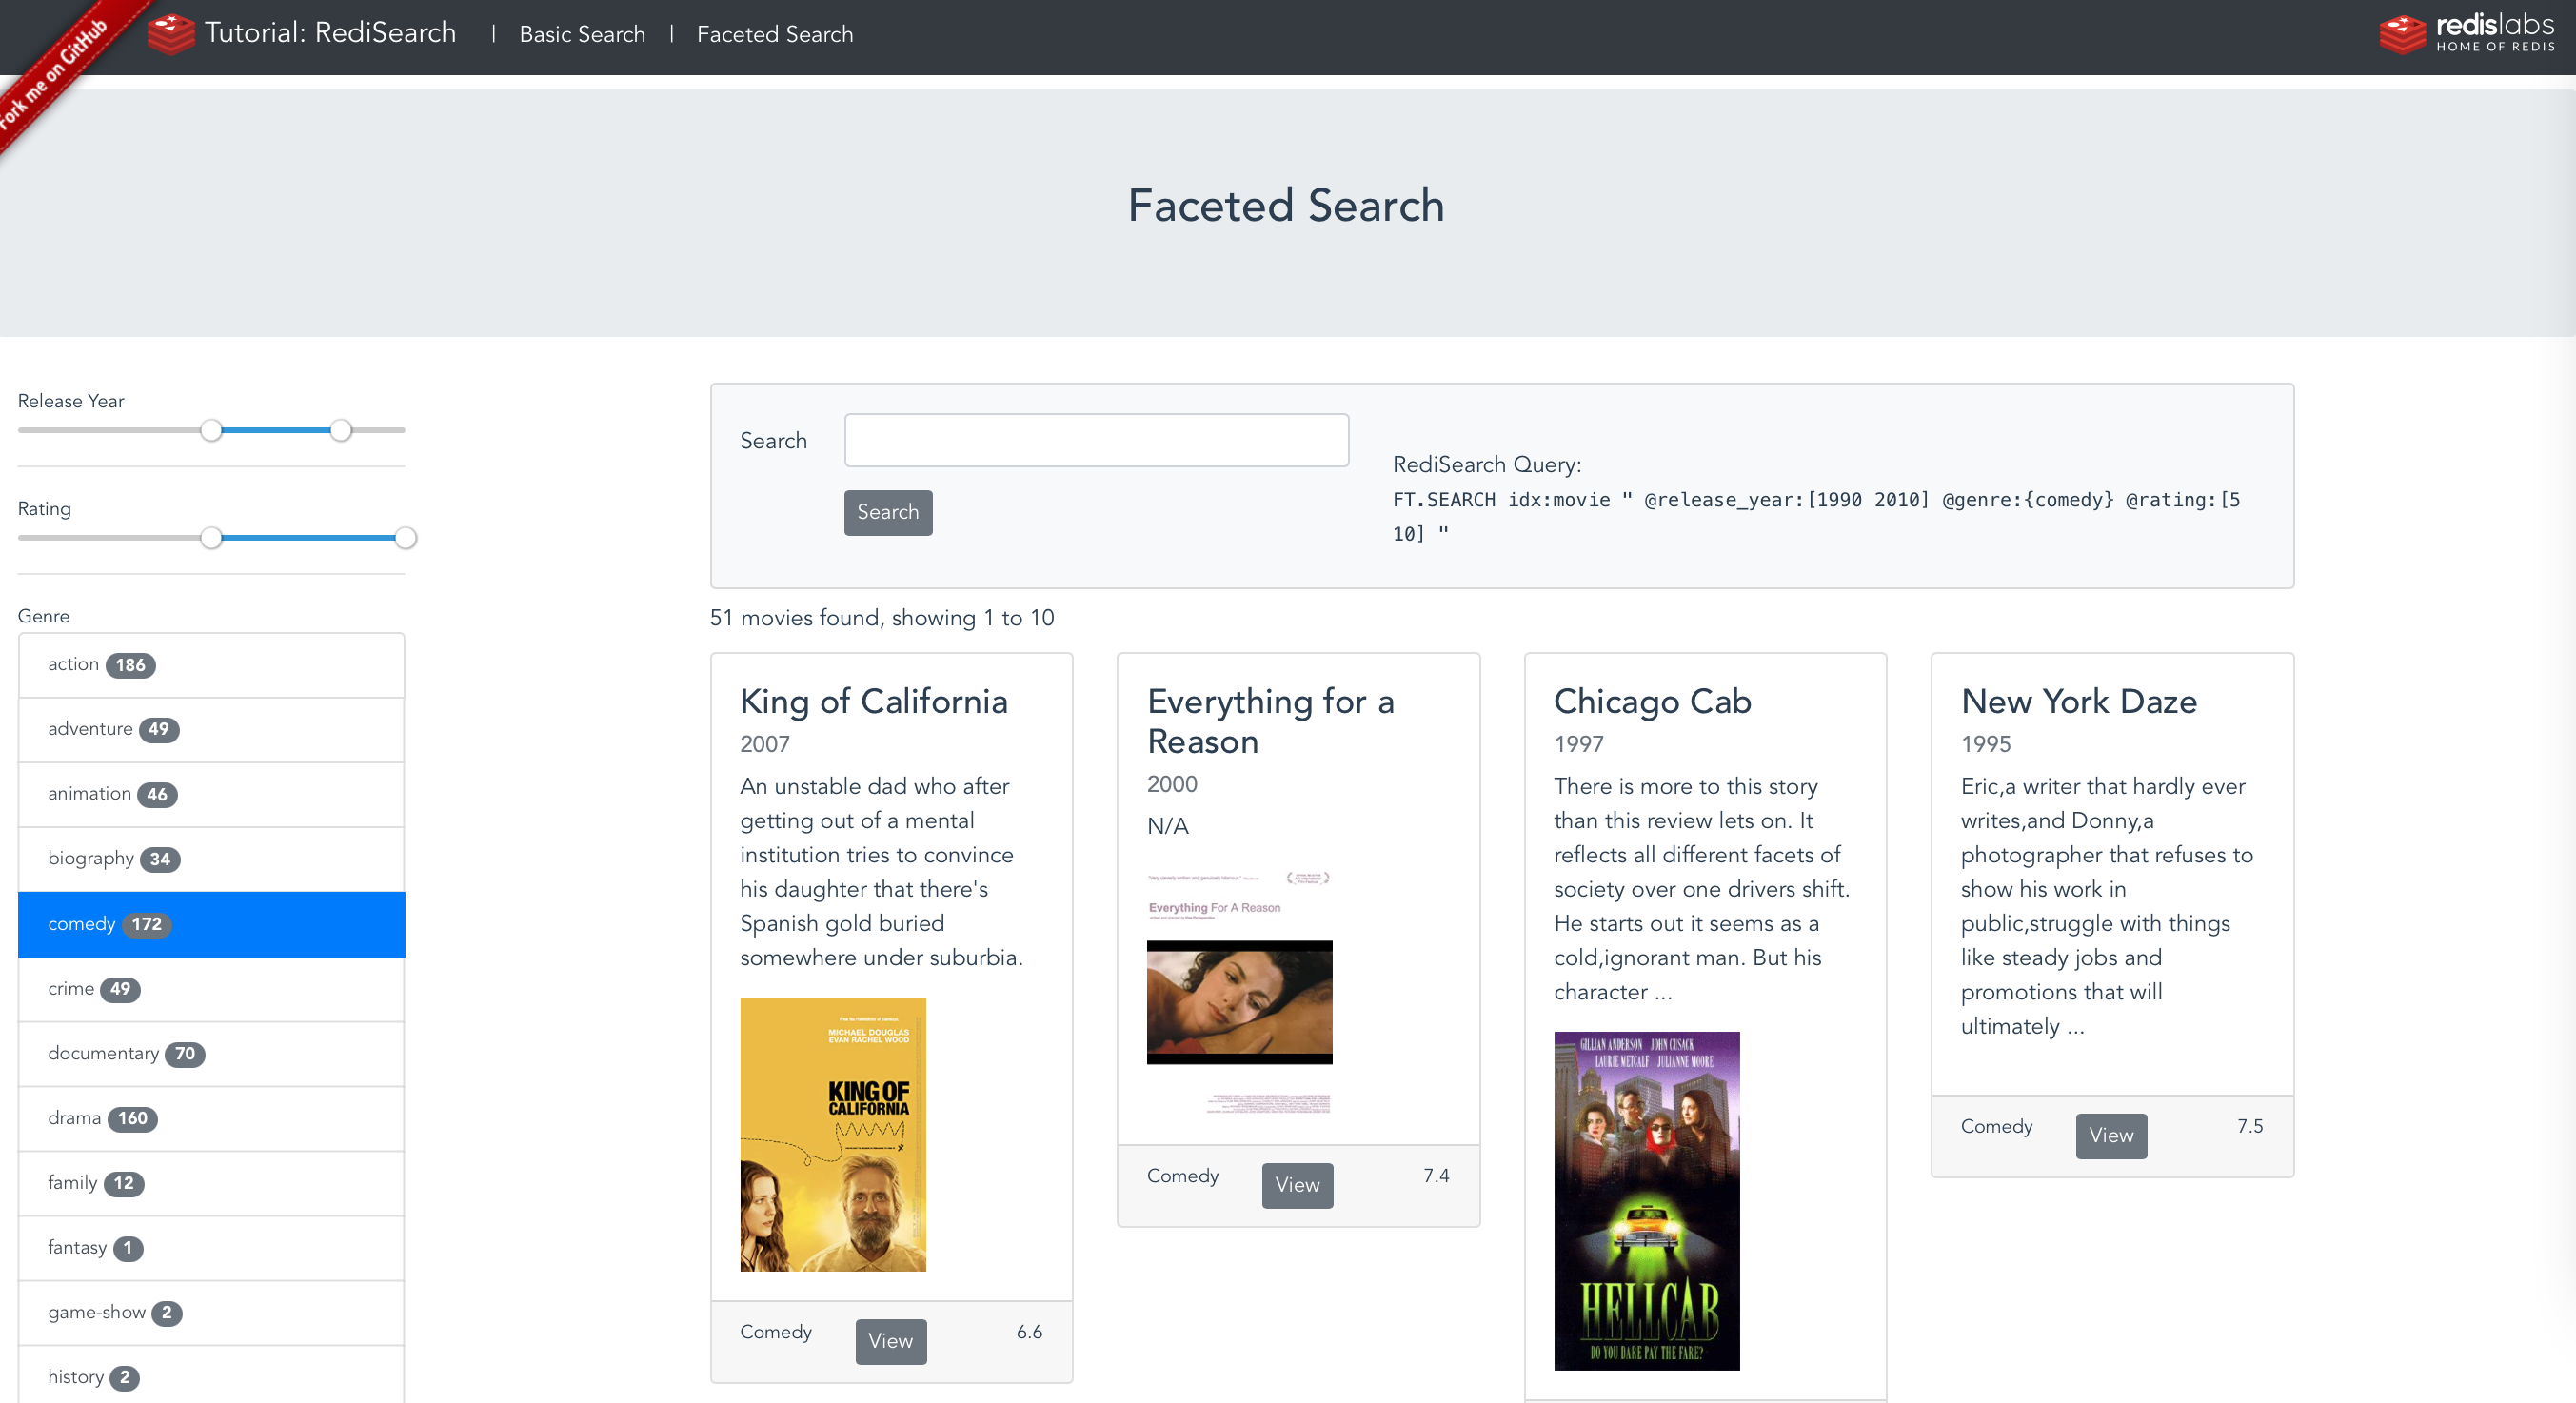 Fork me on GitHub
Tutorial: RediSearch | Basic Search | Faceted Search
redislabs
HOME OF REDIS
Faceted Search
Release Year
Rating
Genre
action 186
adventure 49
animation 46
biography 34
comedy 172
crime 49
documentary 70
drama 160
family 12
fantasy 1
game-show 2
history 2
Search
Search
RediSearch Query:
FT.SEARCH idx:movie " @release_year:[1990 2010] @genre:{comedy} @rating:[5
10] "
51 movies found, showing 1 to 10
King of California
2007
An unstable dad who after
getting out of a mental
institution tries to convince
his daughter that there's
Spanish gold buried
somewhere under suburbia.
MICHAEL DOUGLAS
EVAN RACHEL WOOD
KING OF
CALIFORNIA
Comedy View 6.6
Everything for a
Reason
2000
N/A
"Very cleverly written and genuinely hilarious."
Everything For A Reason
Comedy View 7.4
Chicago Cab
1997
There is more to this story
than this review lets on. It
reflects all different facets of
society over one drivers shift.
He starts out it seems as a
cold,ignorant man. But his
character ...
GILLIAN ANDERSON JOHN CUSACK
LAURIE METCALF JULIANNE MOORE
HELLCAB
DO YOU DARE PAY THE FARE?
New York Daze
1995
Eric,a writer that hardly ever
writes,and Donny,a
photographer that refuses to
show his work in
public,struggle with things
like steady jobs and
promotions that will
ultimately ...
Comedy View 7.5